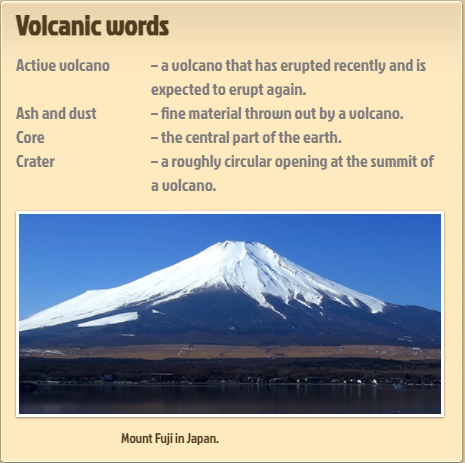 Volcanic words
Active volcano – a volcano that has erupted recently and is
expected to erupt again.
Ash and dust – fine material thrown out by a volcano.
Core – the central part of the earth.
Crater – a roughly circular opening at the summit of
a volcano.
Mount Fuji in Japan.